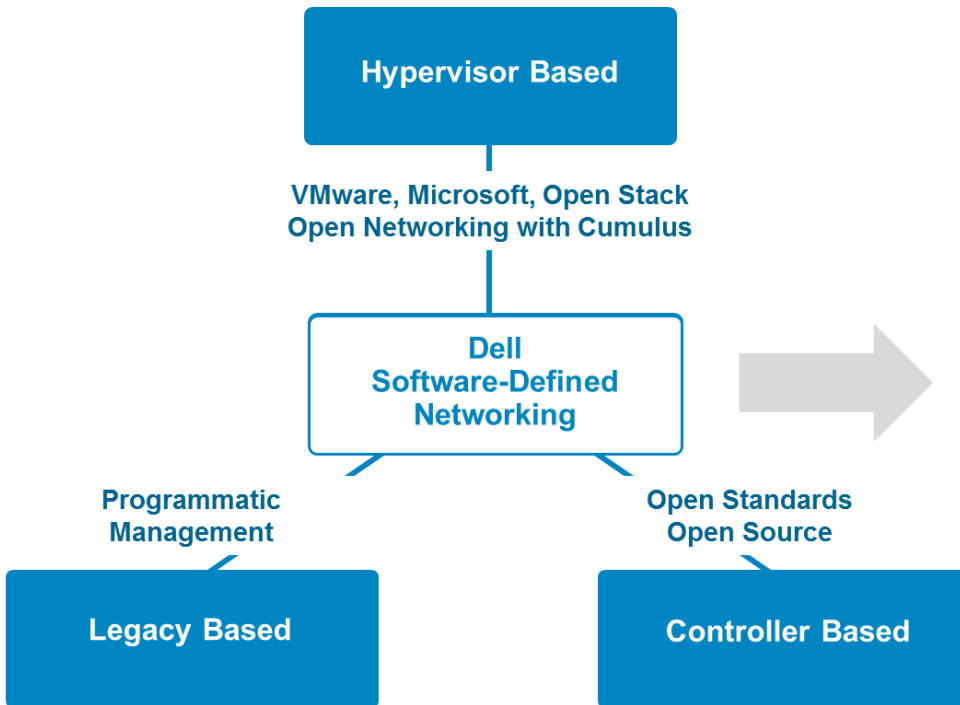 Hypervisor Based
VMware, Microsoft, Open Stack
Open Networking with Cumulus
Dell
Software-Defined
Networking
Programmatic
Management
Open Standards
Open Source
Legacy Based
Controller Based